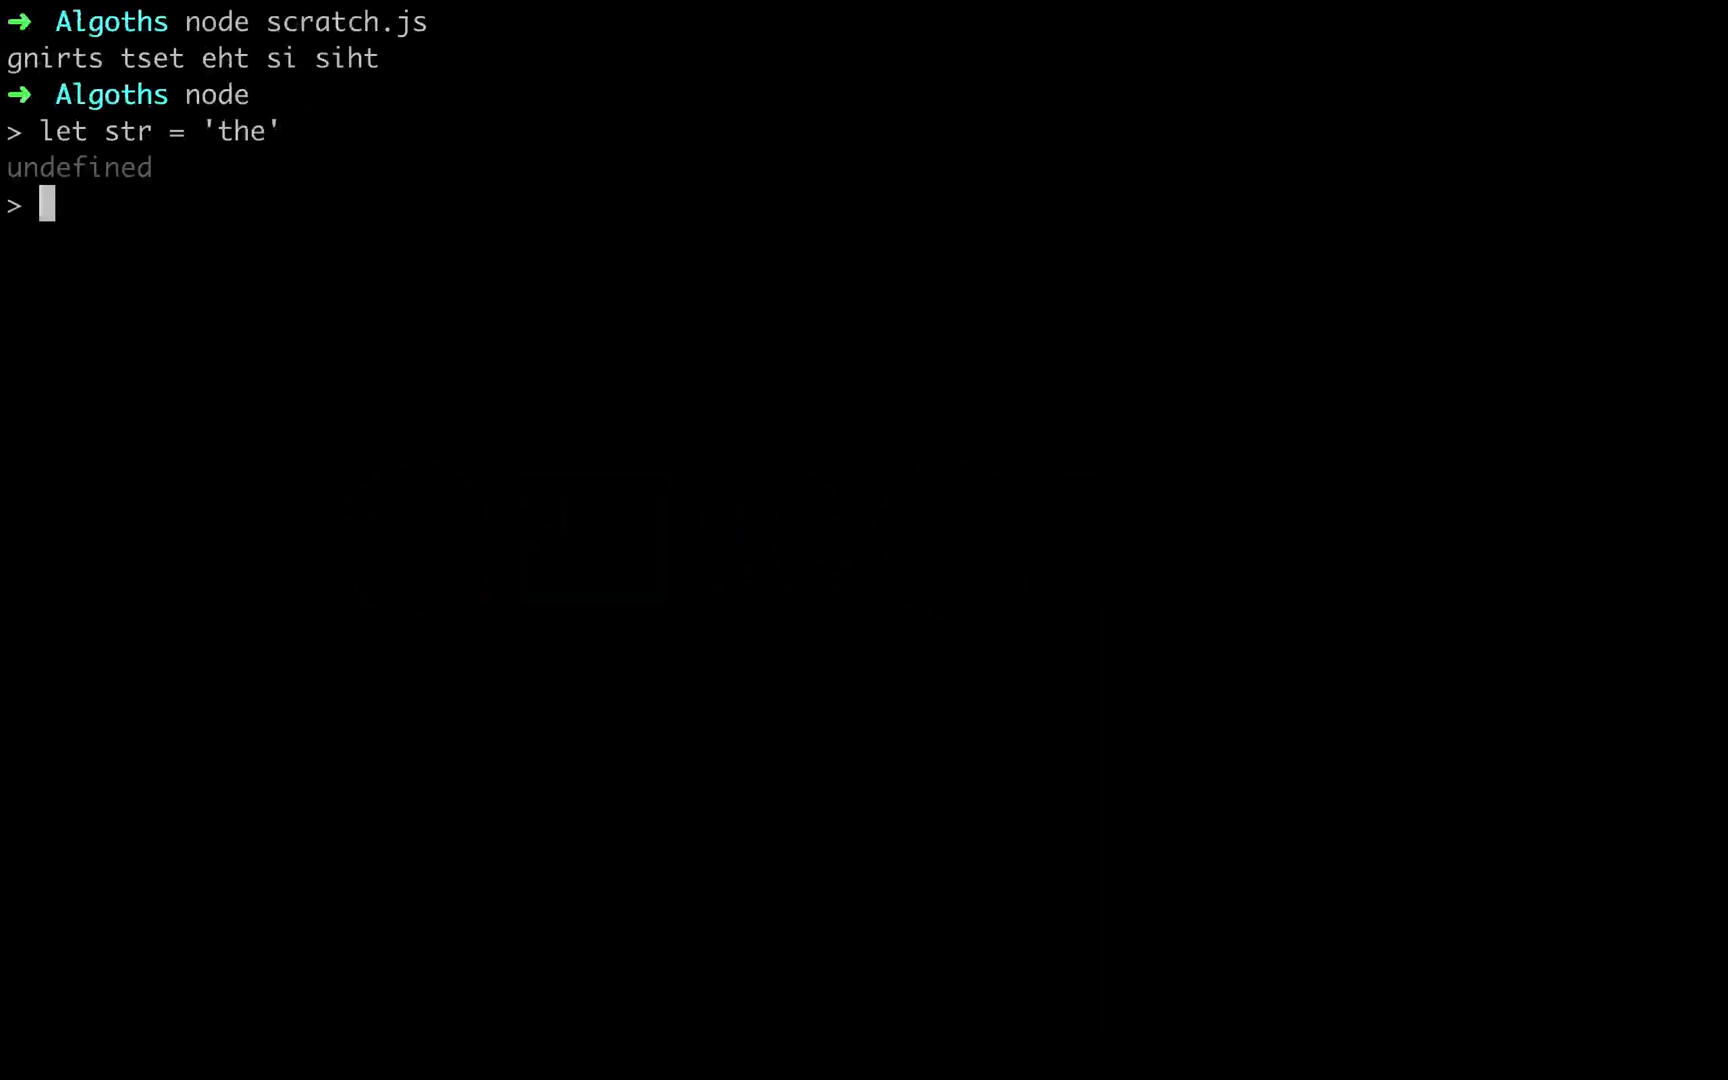 ➜ Algoths node scratch.js
gnirts tset eht si siht
➜ Algoths node
> let str = 'the'
undefined
>